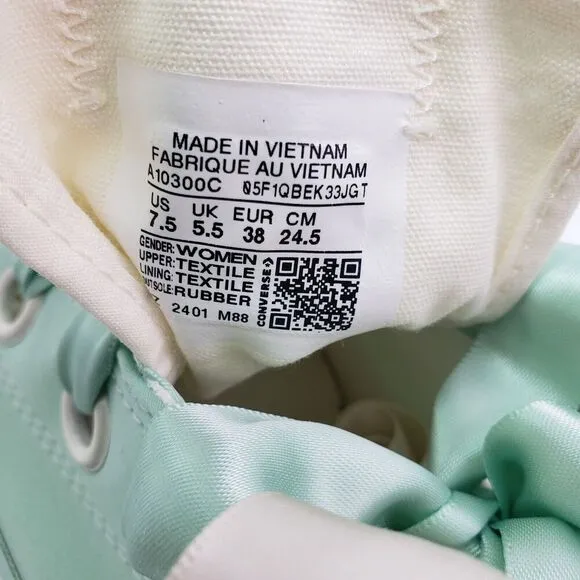 MADE IN VIETNAM
FABRIQUE AU VIETNAM
A10300C 05F1QBEK33JGT
US UK EUR CM
7.5 5.5 38 24.5
GENDER: WOMEN
UPPER: TEXTILE
LINING: TEXTILE
OUTSOLE: RUBBER
2401 M88
CONVERSE